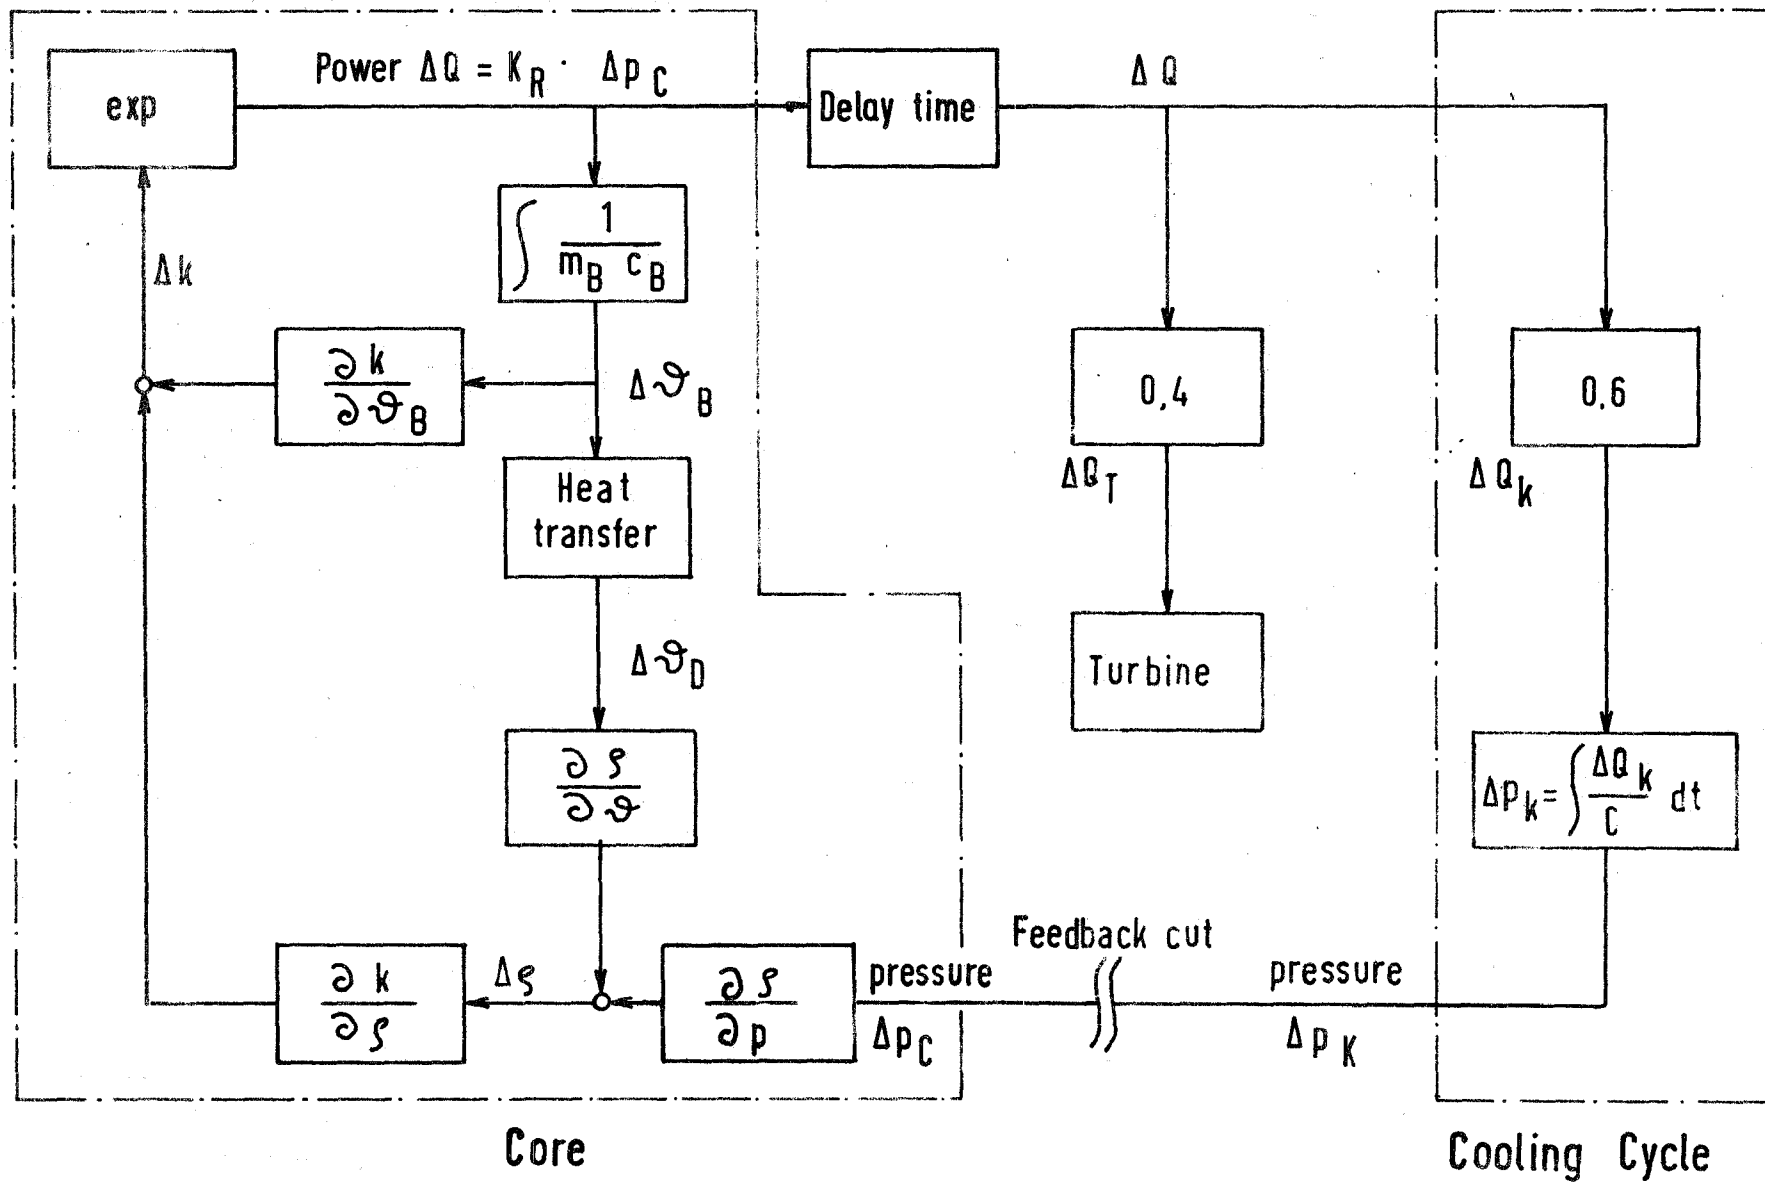 Power ΔQ = K_R · Δp_C
exp
Delay time
ΔQ
∫ 1 / m_B c_B
Δk
∂k / ∂ϑ_B
Δϑ_B
0,4
0,6
Heat transfer
ΔQ_T
ΔQ_k
Δϑ_D
Turbine
∂ρ / ∂ϑ
Δp_k = ∫ ΔQ_k / C dt
Feedback cut
∂k / ∂ρ
Δρ
∂ρ / ∂p
pressure
Δp_C
pressure
Δp_K
Core
Cooling Cycle